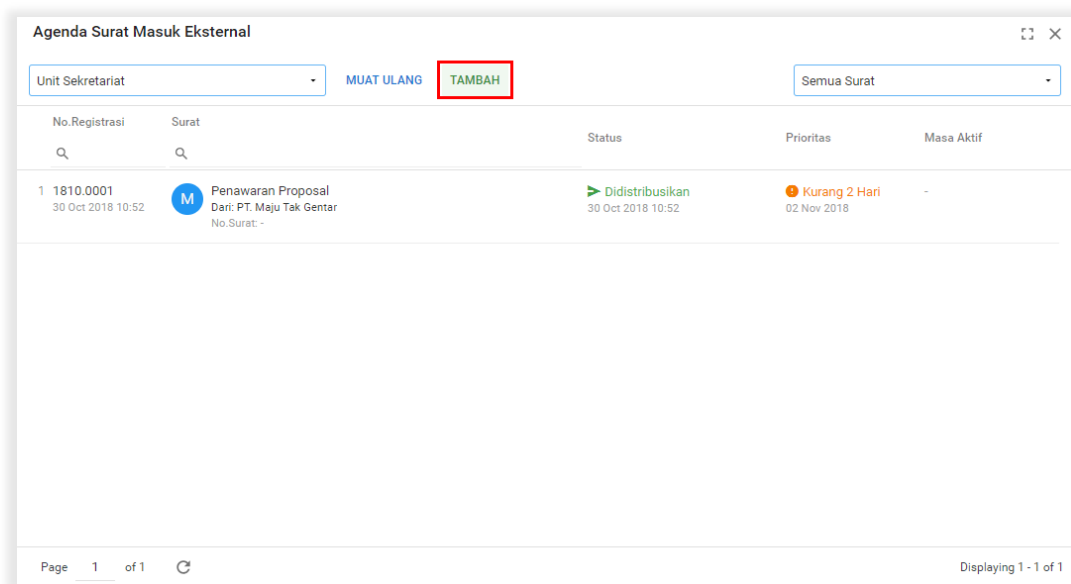 Agenda Surat Masuk Eksternal
Unit Sekretariat
MUAT ULANG
TAMBAH
Semua Surat
No.Registrasi
Surat
Status
Prioritas
Masa Aktif
1
1810.0001
30 Oct 2018 10:52
M
Penawaran Proposal
Dari: PT. Maju Tak Gentar
No.Surat: -
Didistribusikan
30 Oct 2018 10:52
Kurang 2 Hari
02 Nov 2018
-
Page 1 of 1
Displaying 1 - 1 of 1